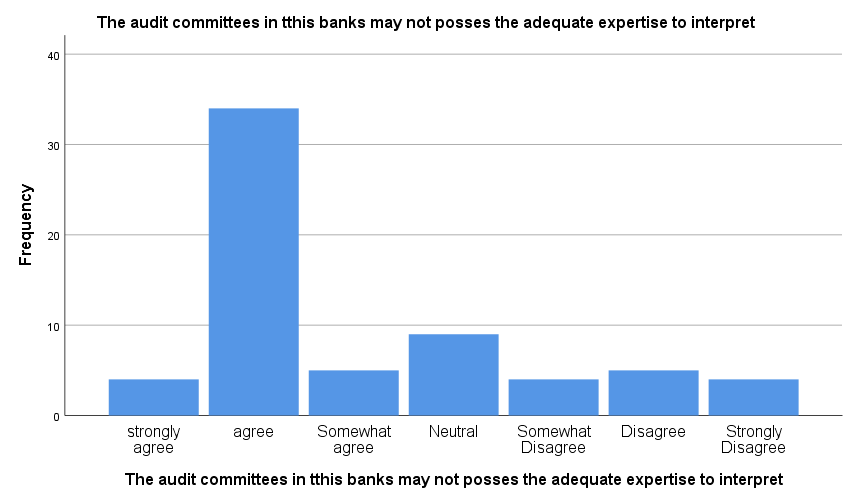 The audit committees in tthis banks may not posses the adequate expertise to interpret
40
30
20
10
0
Frequency
strongly
agree
agree
Somewhat
agree
Neutral
Somewhat
Disagree
Disagree
Strongly
Disagree
The audit committees in tthis banks may not posses the adequate expertise to interpret